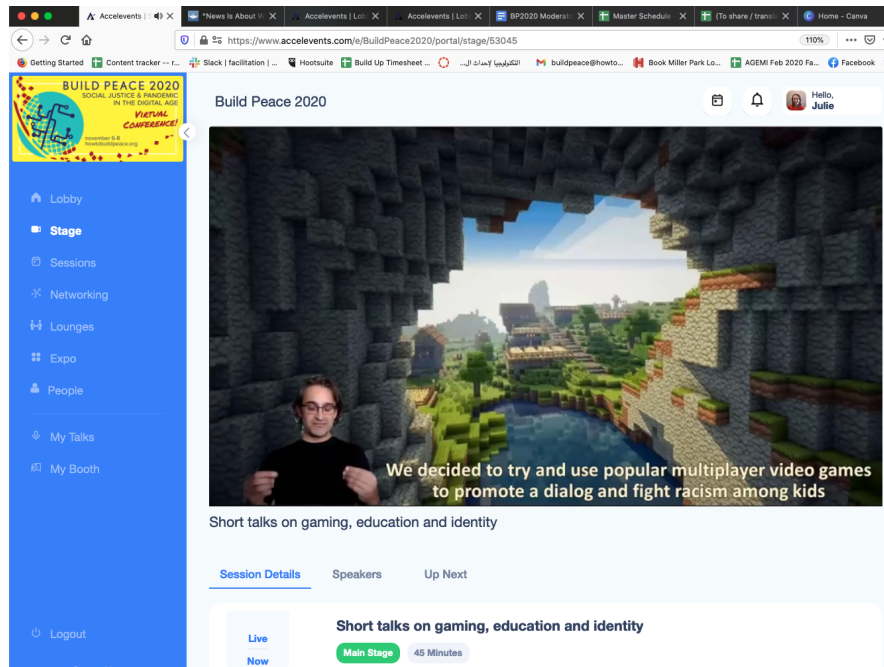 Accelevents | S
"News Is About W
Accelevents | Lob
Accelevents | Lob
BP2020 Moderato
Master Schedule
(To share / transla
Home - Canva
https://www.accelevents.com/e/BuildPeace2020/portal/stage/53045
110%
Getting Started
Content tracker -- r...
Slack | facilitation | ...
Hootsuite
Build Up Timesheet ...
التكنولوجيا لإحداث ال...
buildpeace@howto...
Book Miller Park Lo...
AGEMI Feb 2020 Fa...
Facebook
BUILD PEACE 2020
SOCIAL JUSTICE & PANDEMIC
IN THE DIGITAL AGE
VIRTUAL
CONFERENCE!
november 6-8
howtobuildpeace.org
Build Peace 2020
Hello,
Julie
Lobby
Stage
Sessions
Networking
Lounges
Expo
People
My Talks
My Booth
Logout
We decided to try and use popular multiplayer video games
to promote a dialog and fight racism among kids
Short talks on gaming, education and identity
Session Details
Speakers
Up Next
Live
Now
Short talks on gaming, education and identity
Main Stage
45 Minutes